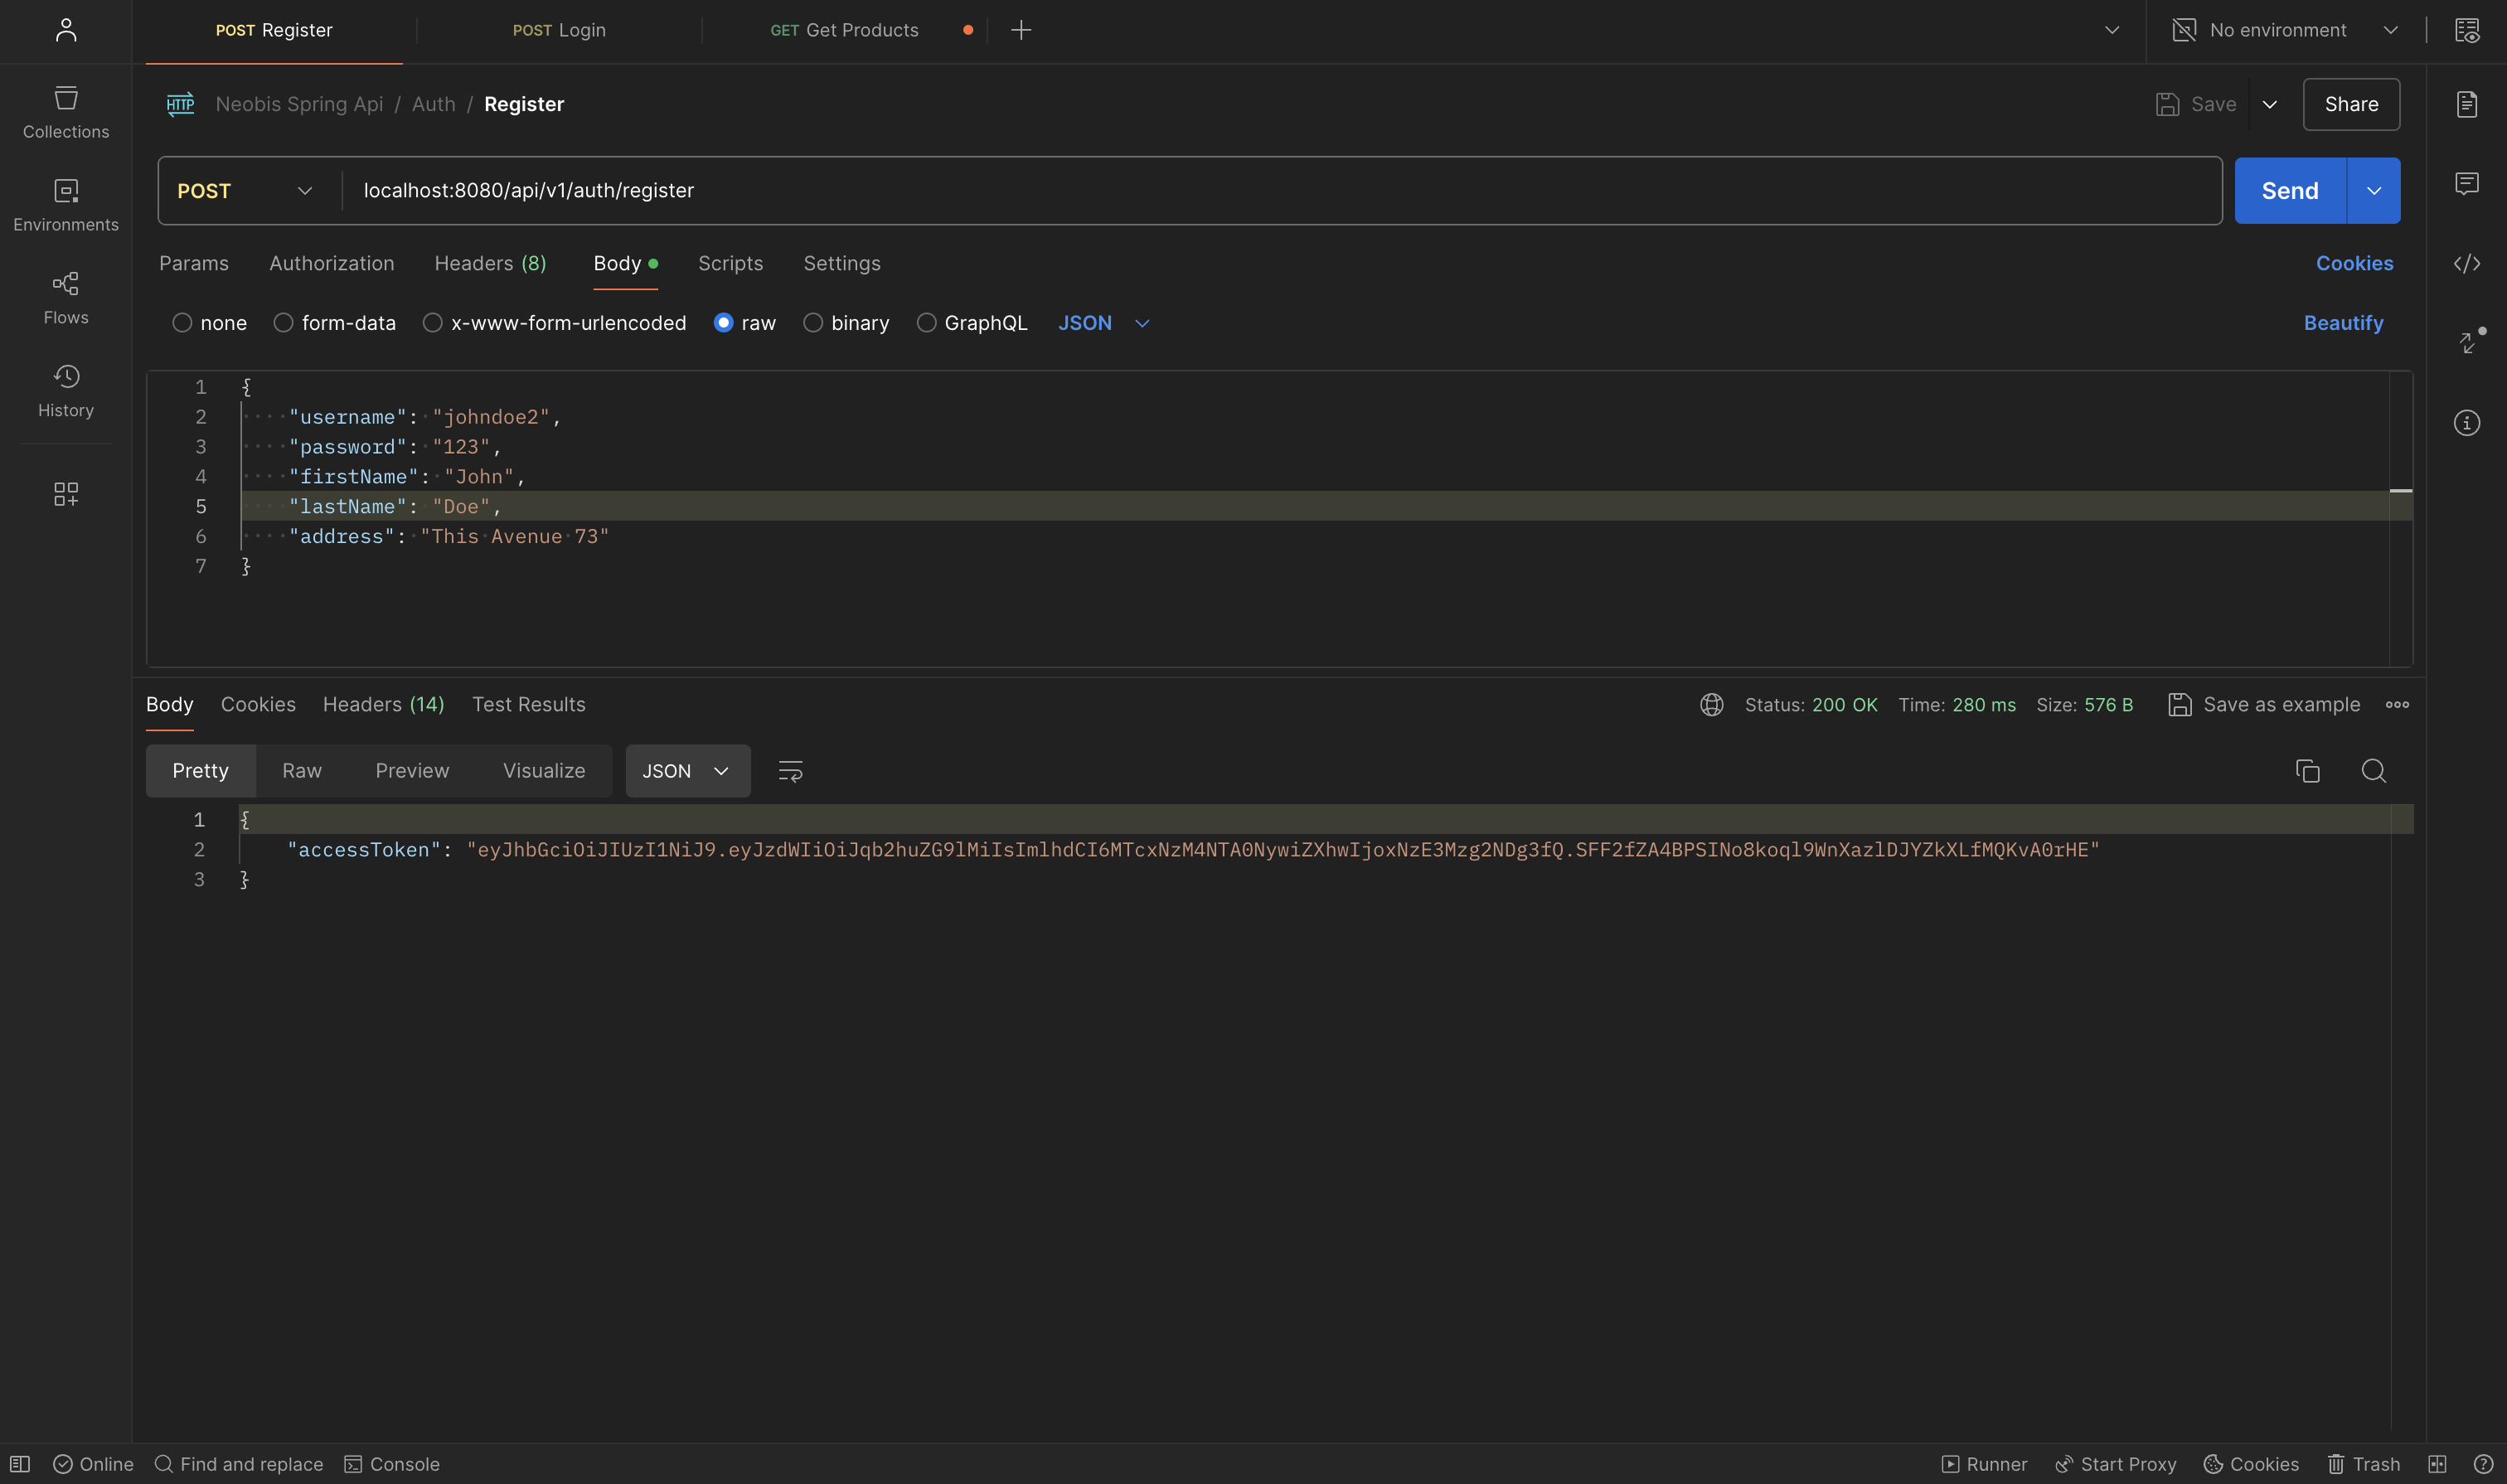 POST Register
POST Login
GET Get Products
No environment
Collections
Environments
Flows
History
HTTP
Neobis Spring Api / Auth / Register
Save
Share
POST
localhost:8080/api/v1/auth/register
Send
Params Authorization Headers (8) Body Scripts Settings
Cookies
none form-data x-www-form-urlencoded raw binary GraphQL JSON
Beautify
1 {
2 "username": "johndoe2",
3 "password": "123",
4 "firstName": "John",
5 "lastName": "Doe",
6 "address": "This Avenue 73"
7 }
Body Cookies Headers (14) Test Results
Status: 200 OK Time: 280 ms Size: 576 B
Save as example
Pretty Raw Preview Visualize JSON
1 {
2 "accessToken": "eyJhbGciOiJIUzI1NiJ9.eyJzdWIiOiJqb2huZG9lMiIsImlhdCI6MTcxNzM4NTA0NywiZXhwIjoxNzE3Mzg2NDg3fQ.SFF2fZA4BPSINo8koql9WnXazlDJYZkXLfMQKvA0rHE"
3 }
Online Find and replace Console
Runner Start Proxy Cookies Trash